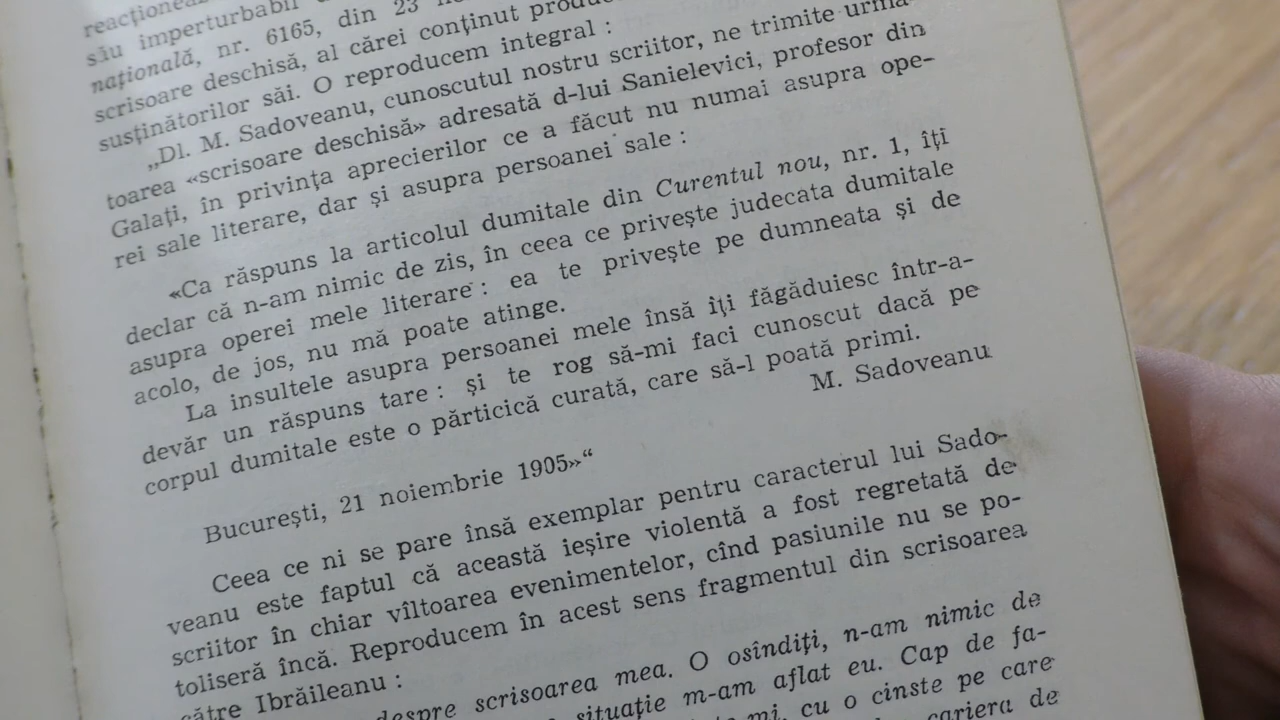 reacționează
său imperturbabil
națională, nr. 6165, din 23
scrisoare deschisă, al cărei conținut
susținătorilor săi. O reproducem integral :
„Dl. M. Sadoveanu, cunoscutul nostru scriitor, ne trimite urmă-
toarea «scrisoare deschisă» adresată d-lui Sanielevici, profesor din
Galați, în privința aprecierilor ce a făcut nu numai asupra ope-
rei sale literare, dar și asupra persoanei sale :
«Ca răspuns la articolul dumitale din Curentul nou, nr. 1, îți
declar că n-am nimic de zis, în ceea ce privește judecata dumitale
asupra operei mele literare : ea te privește pe dumneata și de
acolo, de jos, nu mă poate atinge.
La insultele asupra persoanei mele însă îți făgăduiesc într-a-
devăr un răspuns tare : și te rog să-mi faci cunoscut dacă pe
corpul dumitale este o părticică curată, care să-l poată primi.
M. Sadoveanu
București, 21 noiembrie 1905»“
Ceea ce ni se pare însă exemplar pentru caracterul lui Sado-
veanu este faptul că această ieșire violentă a fost regretată de
scriitor în chiar vîltoarea evenimentelor, cînd pasiunile nu se po-
toliseră încă. Reproducem în acest sens fragmentul din scrisoarea
către Ibrăileanu :
despre scrisoarea mea. O osîndiți, n-am nimic de
situație m-am aflat eu. Cap de fa-
mi, cu o cinste pe care
cariera de